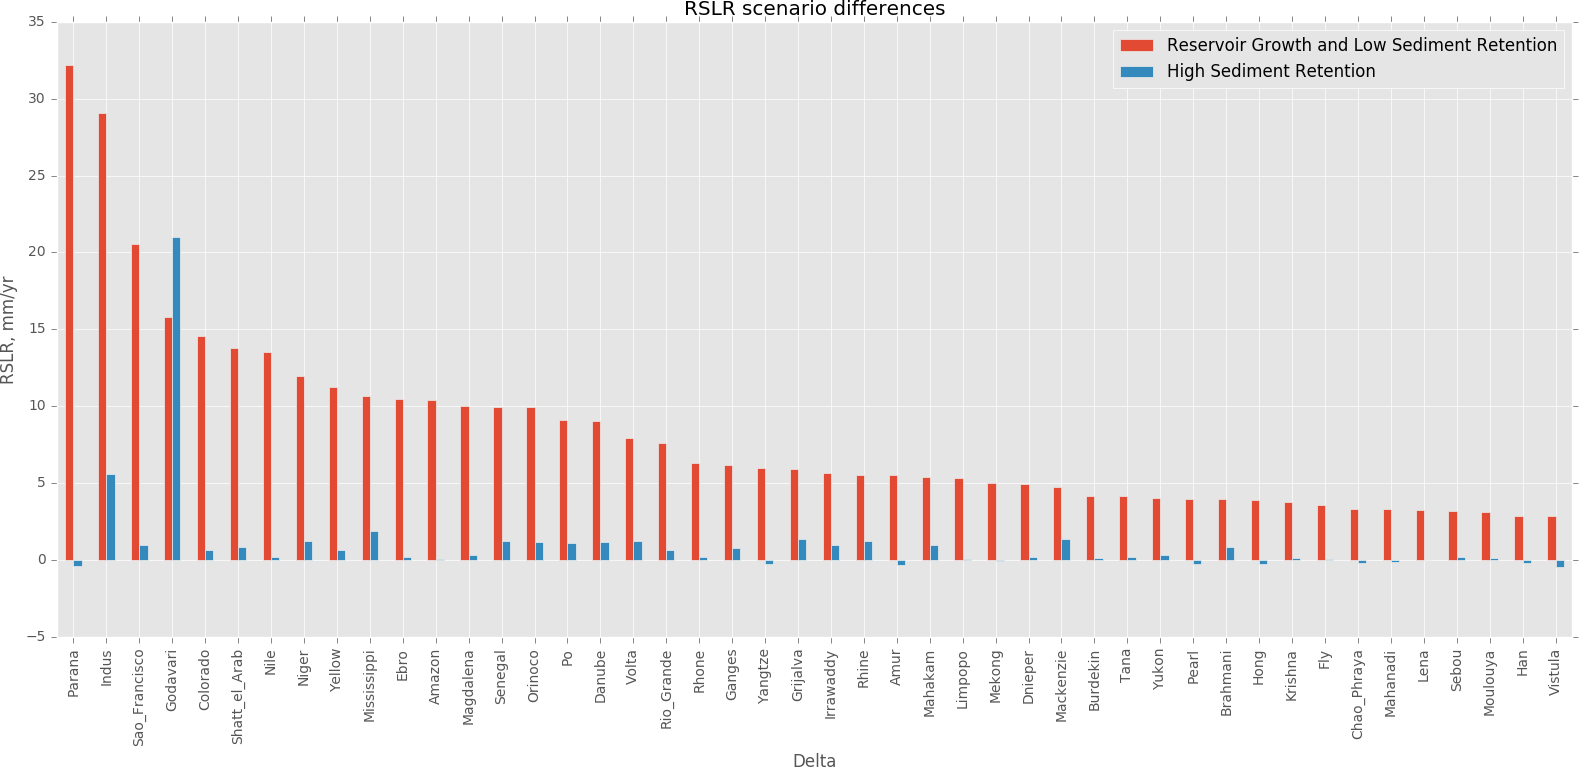 RSLR scenario differences
Reservoir Growth and Low Sediment Retention
High Sediment Retention
RSLR, mm/yr
35
30
25
20
15
10
5
0
−5
Parana
Indus
Sao_Francisco
Godavari
Colorado
Shatt_el_Arab
Nile
Niger
Yellow
Mississippi
Ebro
Amazon
Magdalena
Senegal
Orinoco
Po
Danube
Volta
Rio_Grande
Rhone
Ganges
Yangtze
Grijalva
Irrawaddy
Rhine
Amur
Mahakam
Limpopo
Mekong
Dnieper
Mackenzie
Burdekin
Tana
Yukon
Pearl
Brahmani
Hong
Krishna
Fly
Chao_Phraya
Mahanadi
Lena
Sebou
Moulouya
Han
Vistula
Delta